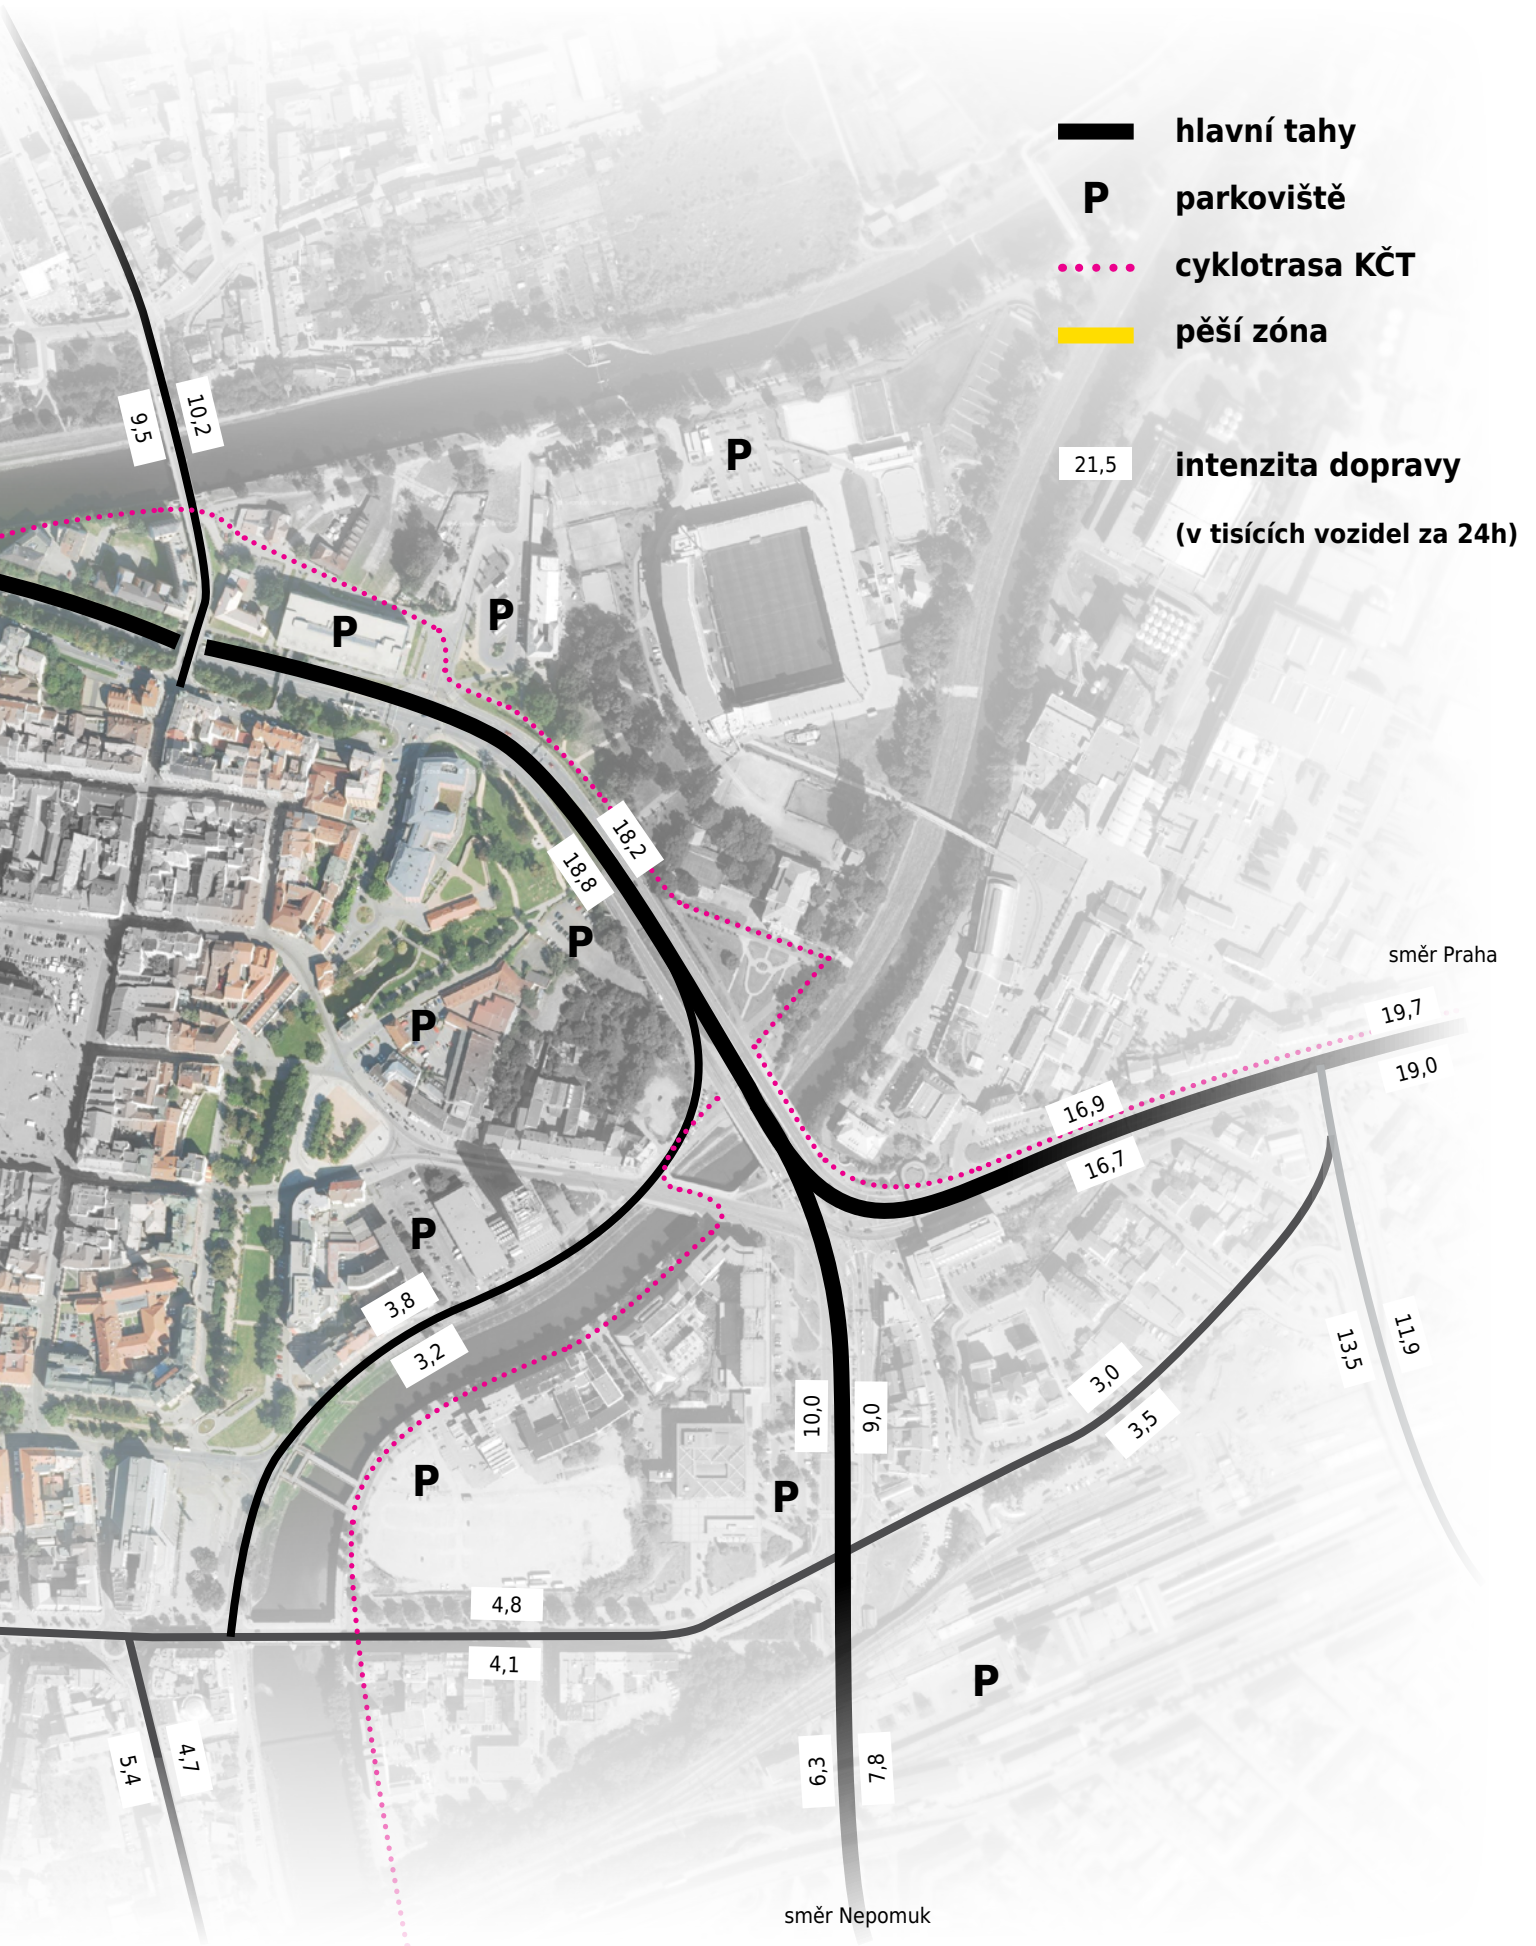 hlavní tahy
P
parkoviště
cyklotrasa KČT
pěší zóna
21,5
intenzita dopravy
(v tisících vozidel za 24h)
9,5
10,2
P
P
P
18,2
18,8
P
směr Praha
19,7
19,0
P
16,9
16,7
P
3,8
3,2
13,5
11,9
3,0
3,5
10,0
9,0
P
P
4,8
4,1
P
5,4
4,7
6,3
7,8
směr Nepomuk